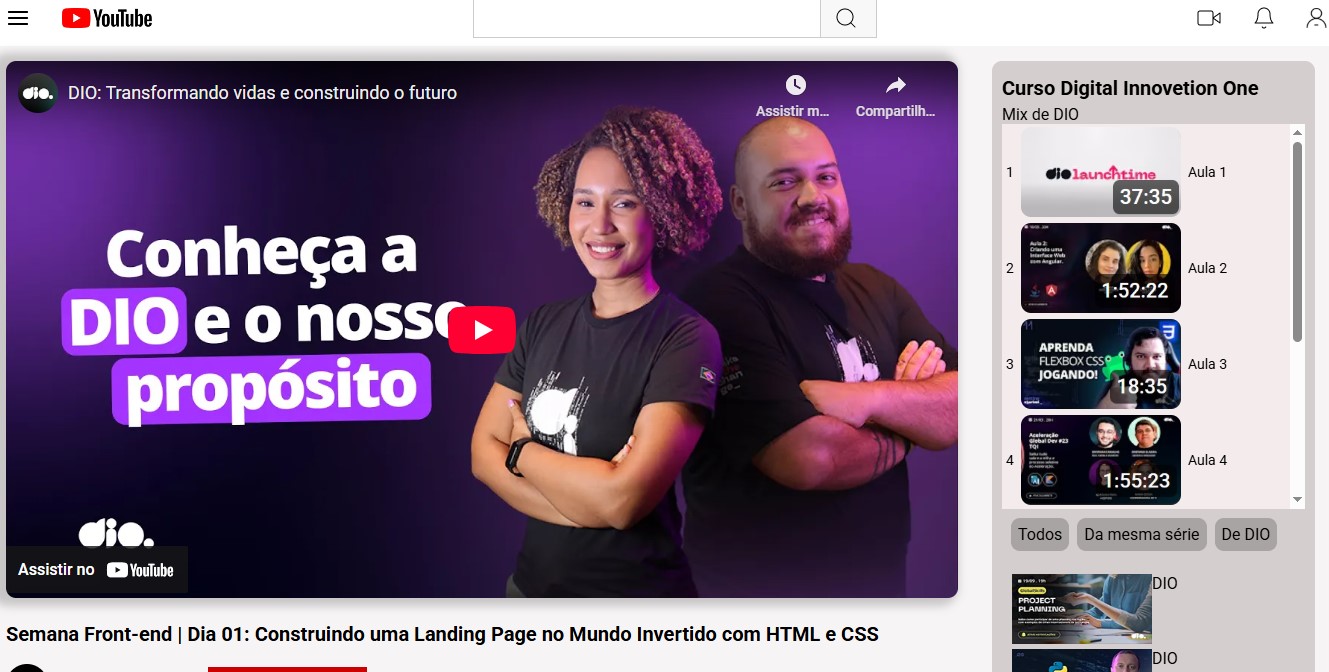 YouTube
dio.
DIO: Transformando vidas e construindo o futuro
Assistir m...
Compartilh...
Conheça a
DIO e o nosso
propósito
dio.
Assistir no YouTube
Semana Front-end | Dia 01: Construindo uma Landing Page no Mundo Invertido com HTML e CSS
Curso Digital Innovetion One
Mix de DIO
1
dio launchtime
37:35
Aula 1
2
Aula 2:
Criando uma
Interface Web
com Angular.
1:52:22
Aula 2
3
APRENDA
FLEXBOX CSS
JOGANDO!
18:35
Aula 3
4
Aceleração
Global Dev #23
TQI
1:55:23
Aula 4
Todos
Da mesma série
De DIO
PROJECT
PLANNING
dio.
DIO
DIO